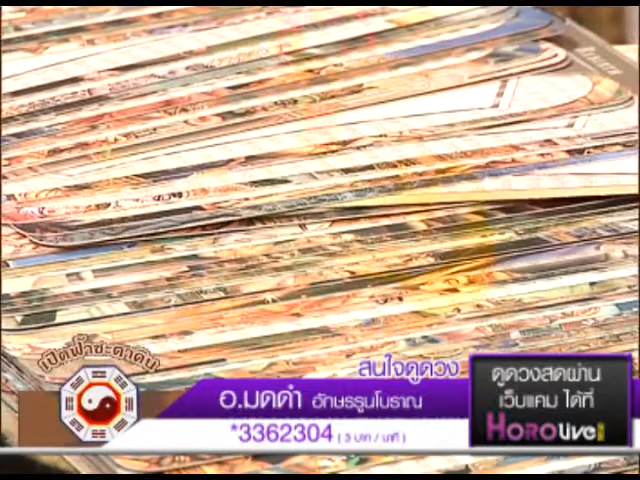 เปิดฟ้าชะตาดิน
สนใจดูดวง
อ.มดดำ อักษรรูนโบราณ
*3362304 (3 บาท / นาที)
ดูดวงสดผ่าน
เว็บแคม ได้ที่
HOROlive